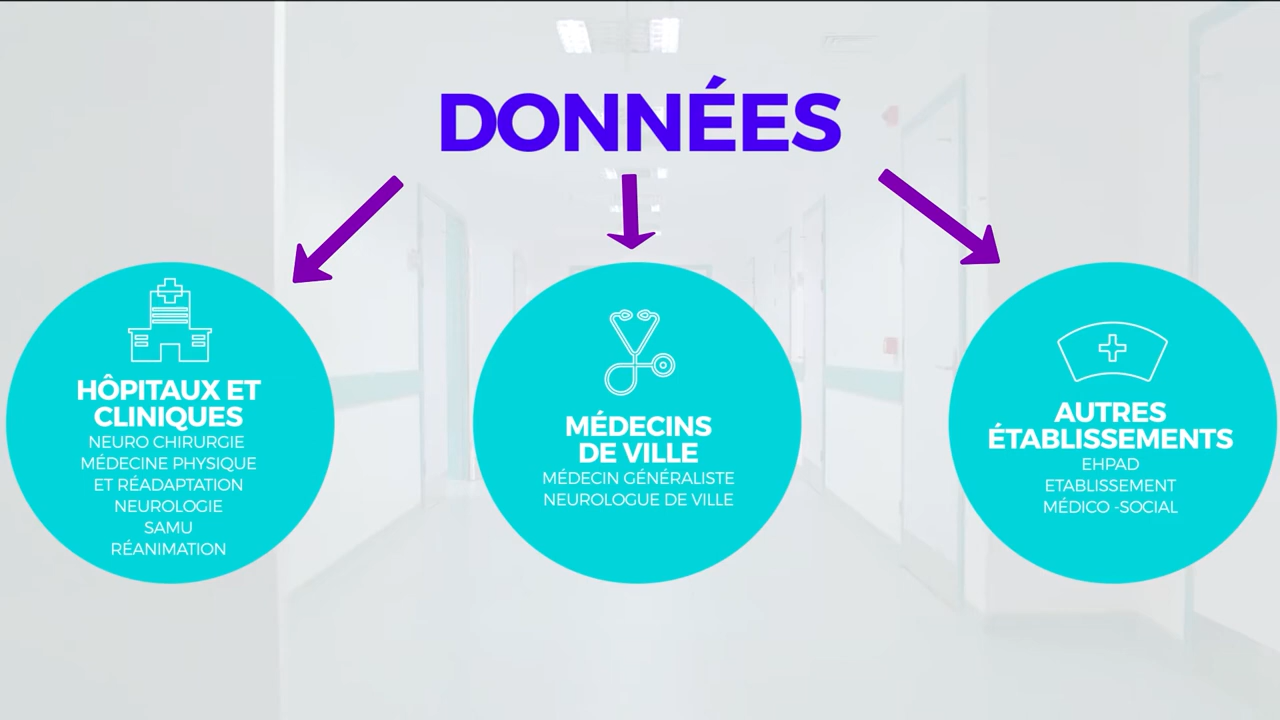 DONNÉES
HÔPITAUX ET
CLINIQUES
NEURO CHIRURGIE
MÉDECINE PHYSIQUE
ET RÉADAPTATION
NEUROLOGIE
SAMU
RÉANIMATION
MÉDECINS
DE VILLE
MÉDECIN GÉNÉRALISTE
NEUROLOGUE DE VILLE
AUTRES
ÉTABLISSEMENTS
EHPAD
ETABLISSEMENT
MÉDICO -SOCIAL